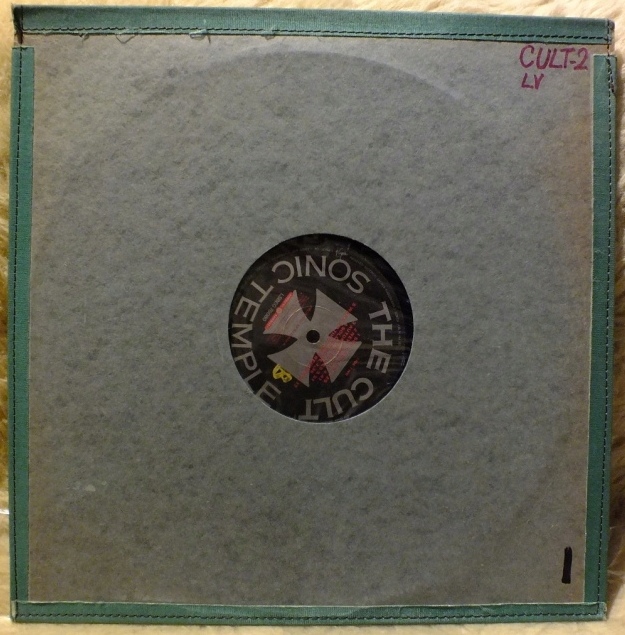 CULT-2
LV
THE CULT
SONIC TEMPLE
1